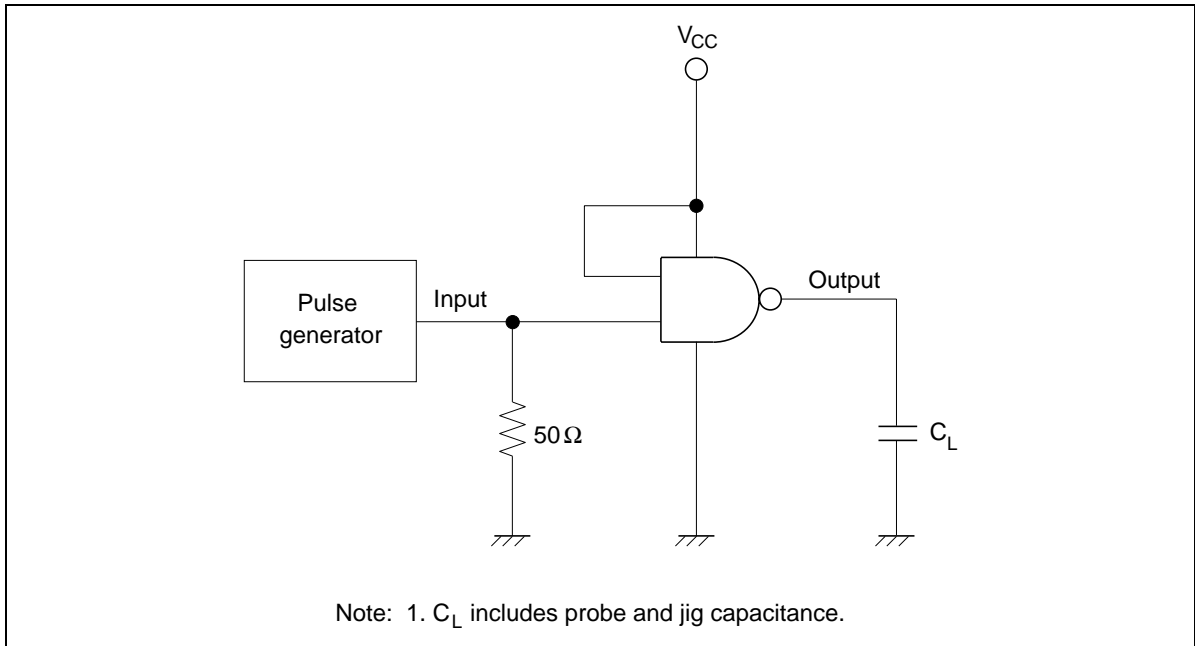 VCC
Pulse
generator
Input
Output
50Ω
CL
Note: 1. CL includes probe and jig capacitance.